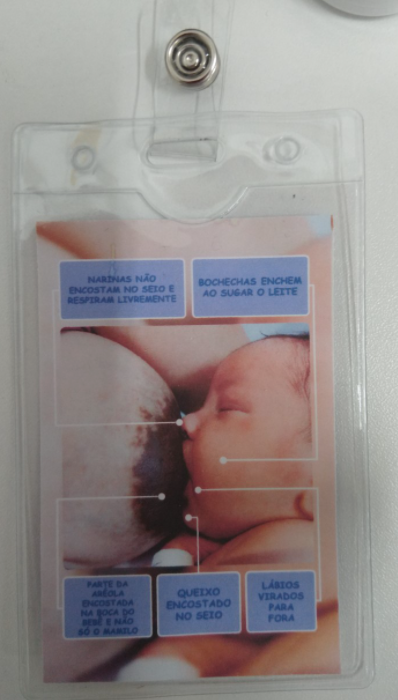 NARINAS NÃO
ENCOSTAM NO SEIO E
RESPIRAM LIVREMENTE
BOCHECHAS ENCHEM
AO SUGAR O LEITE
PARTE DA
ARÉOLA
ENCOSTADA
NA BOCA DO
BEBÊ E NÃO
SÓ O MAMILO
QUEIXO
ENCOSTADO
NO SEIO
LÁBIOS
VIRADOS
PARA
FORA